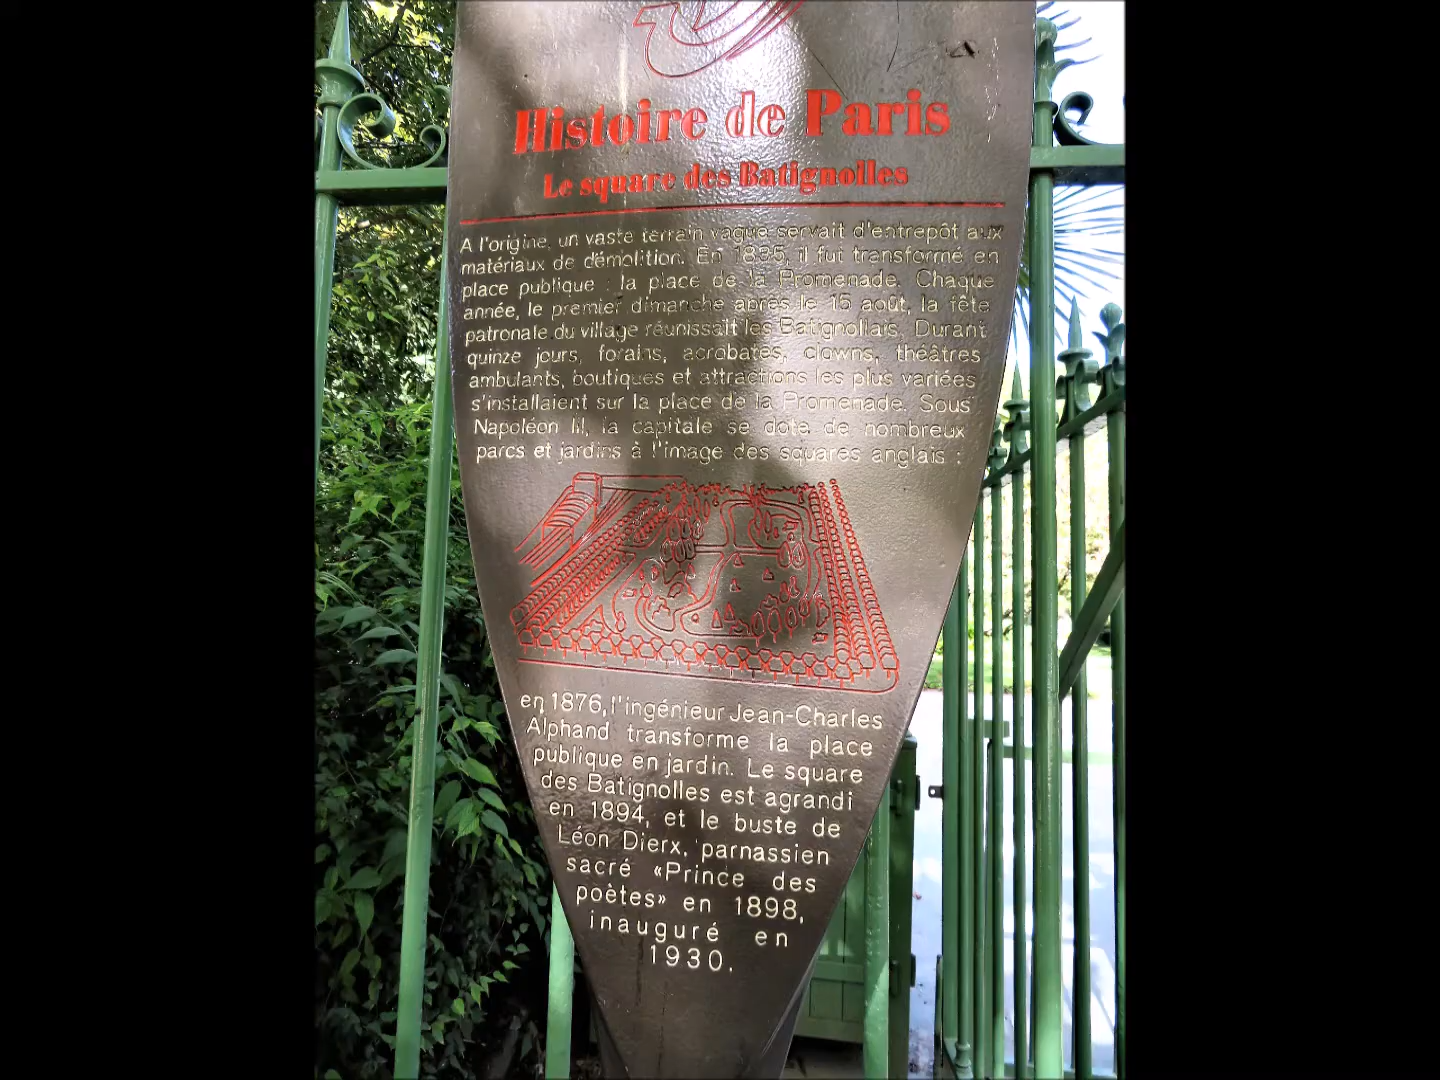 Histoire de Paris
Le square des Batignolles
A l'origine, un vaste terrain vague servait d'entrepôt aux
matériaux de démolition. En 1835, il fut transformé en
place publique : la place de la Promenade. Chaque
année, le premier dimanche après le 15 août, la fête
patronale du village réunissait les Batignollais. Durant
quinze jours, forains, acrobates, clowns, théâtres
ambulants, boutiques et attractions les plus variées
s'installaient sur la place de la Promenade. Sous
Napoléon III, la capitale se dote de nombreux
parcs et jardins à l'image des squares anglais :
en 1876, l'ingénieur Jean-Charles
Alphand transforme la place
publique en jardin. Le square
des Batignolles est agrandi
en 1894, et le buste de
Léon Dierx, parnassien
sacré «Prince des
poètes» en 1898,
inauguré en
1930.